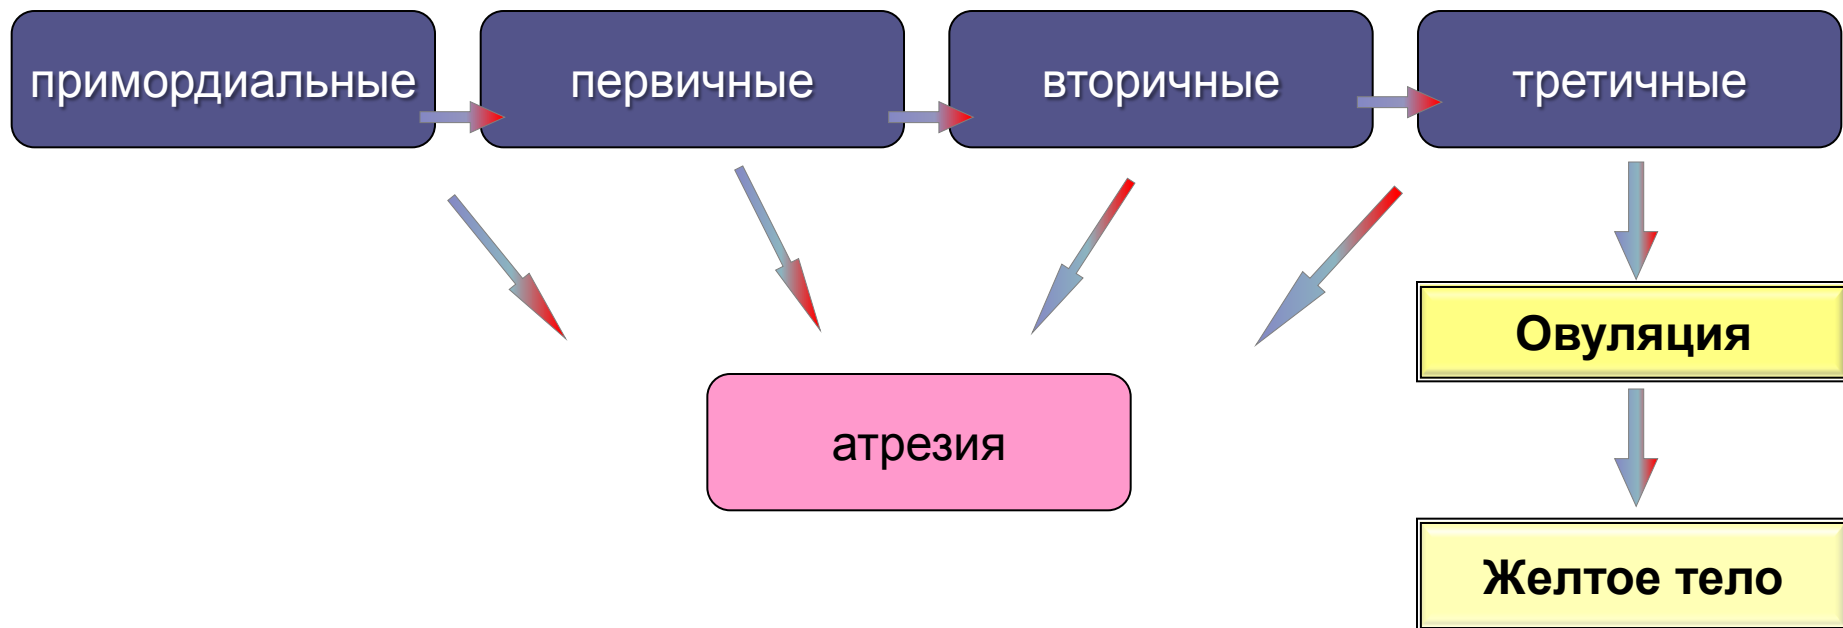 примордиальные
первичные
вторичные
третичные
Овуляция
атрезия
Желтое тело